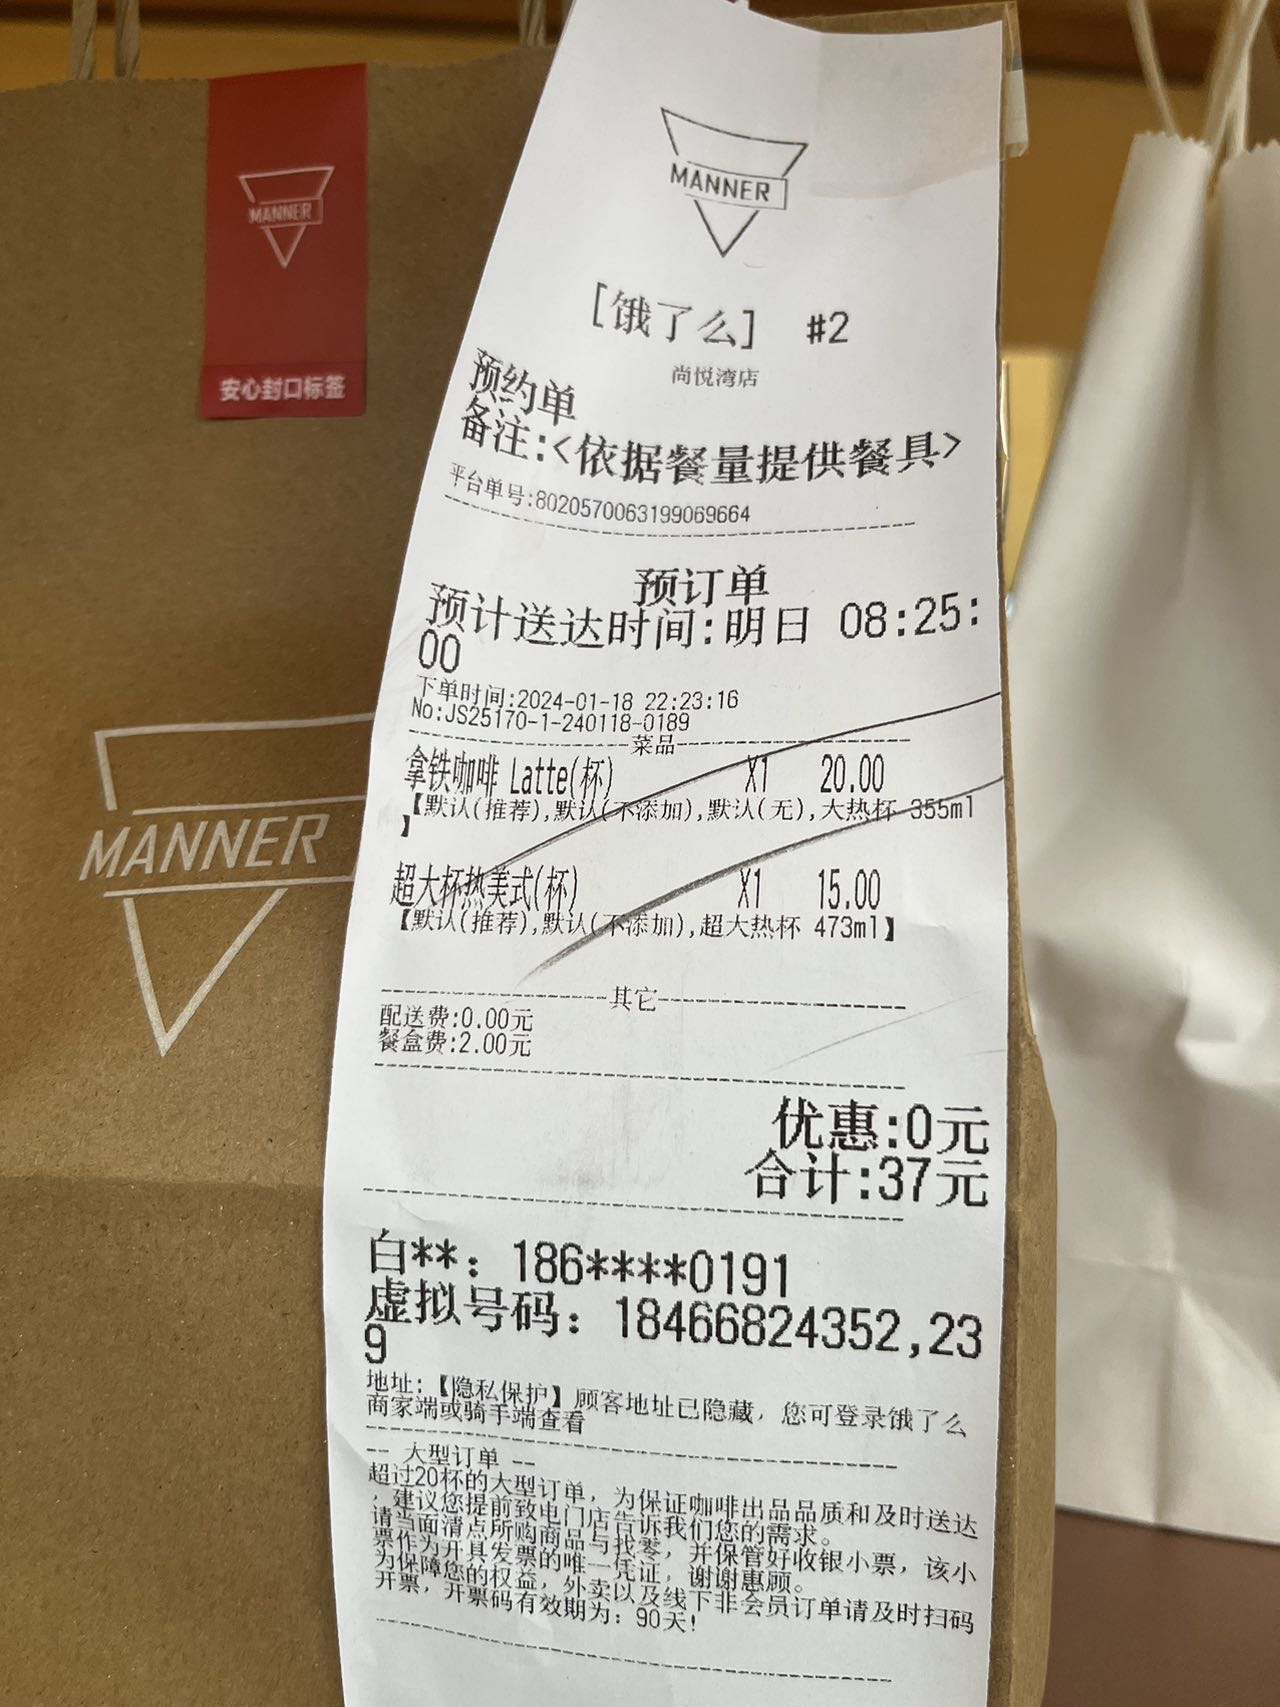 MANNER
安心封口标签
MANNER
MANNER
[饿了么] #2
尚悦湾店
预约单
备注:<依据餐量提供餐具>
平台单号:8020570063199069664
预订单
预计送达时间:明日 08:25:
00
下单时间:2024-01-18 22:23:16
No:JS25170-1-240118-0189
菜品
拿铁咖啡 Latte(杯) X1 20.00
【默认(推荐),默认(不添加),默认(无),大热杯 355ml
】
超大杯热美式(杯) X1 15.00
【默认(推荐),默认(不添加),超大热杯 473ml】
其它
配送费:0.00元
餐盒费:2.00元
优惠:0元
合计:37元
白**: 186****0191
虚拟号码: 18466824352,23
9
地址:【隐私保护】顾客地址已隐藏, 您可登录饿了么
商家端或骑手端查看
-- 大型订单 --
超过20杯的大型订单, 为保证咖啡出品品质和及时送达
, 建议您提前致电门店告诉我们您的需求。
请当面清点所购商品与找零, 并保管好收银小票, 该小
票作为开具发票的唯一凭证, 谢谢惠顾。
为保障您的权益, 外卖以及线下非会员订单请及时扫码
开票, 开票码有效期为: 90天!